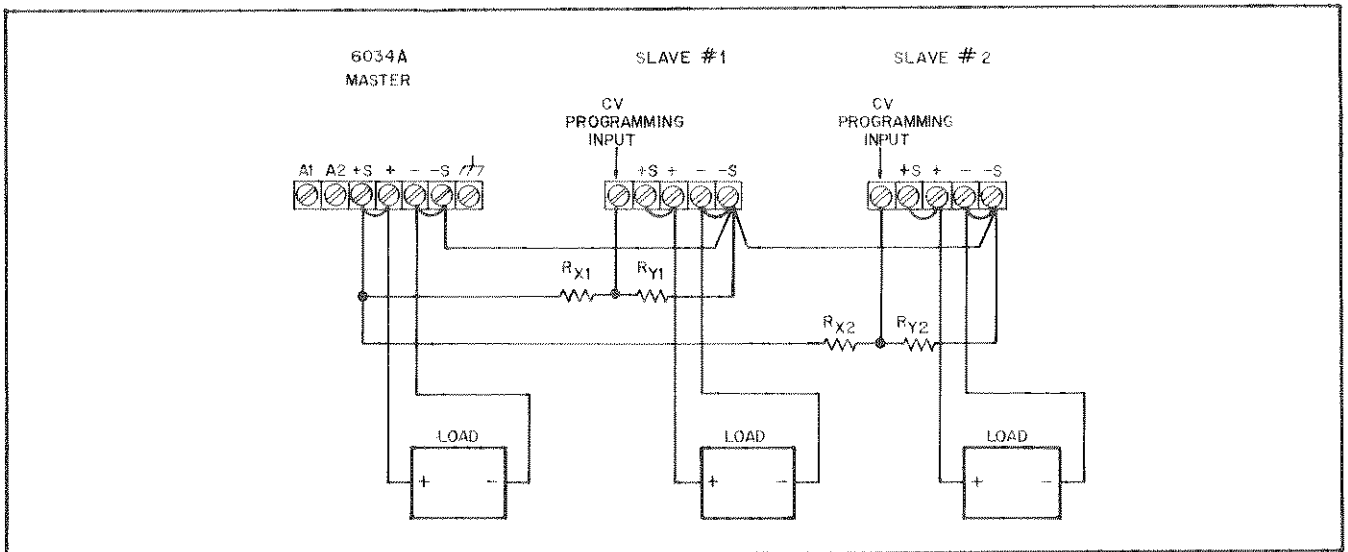 6034A
MASTER
SLAVE #1
SLAVE #2
CV
PROGRAMMING
INPUT
CV
PROGRAMMING
INPUT
A1 A2 +S + - -S
+S + - -S
+S + - -S
RX1 RY1
RX2 RY2
LOAD
+ -
LOAD
+ -
LOAD
+ -